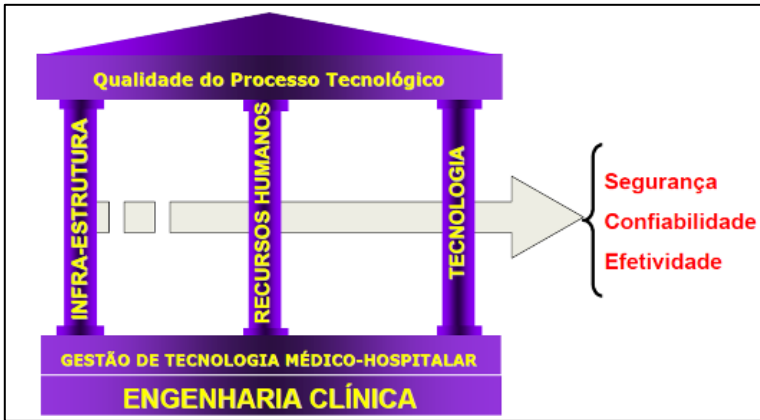 Qualidade do Processo Tecnológico
INFRA-ESTRUTURA
RECURSOS HUMANOS
TECNOLOGIA
Segurança
Confiabilidade
Efetividade
GESTÃO DE TECNOLOGIA MÉDICO-HOSPITALAR
ENGENHARIA CLÍNICA